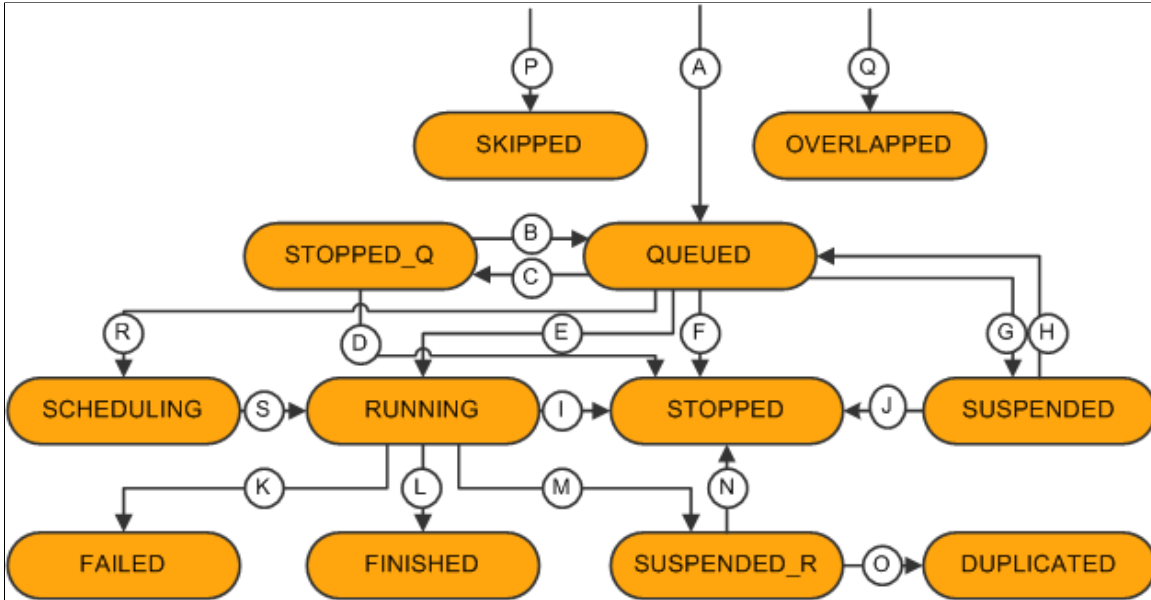 P
A
Q
SKIPPED
OVERLAPPED
STOPPED_Q
B
C
QUEUED
R
D
E
F
G
H
SCHEDULING
S
RUNNING
I
STOPPED
J
SUSPENDED
K
L
M
N
FAILED
FINISHED
SUSPENDED_R
O
DUPLICATED